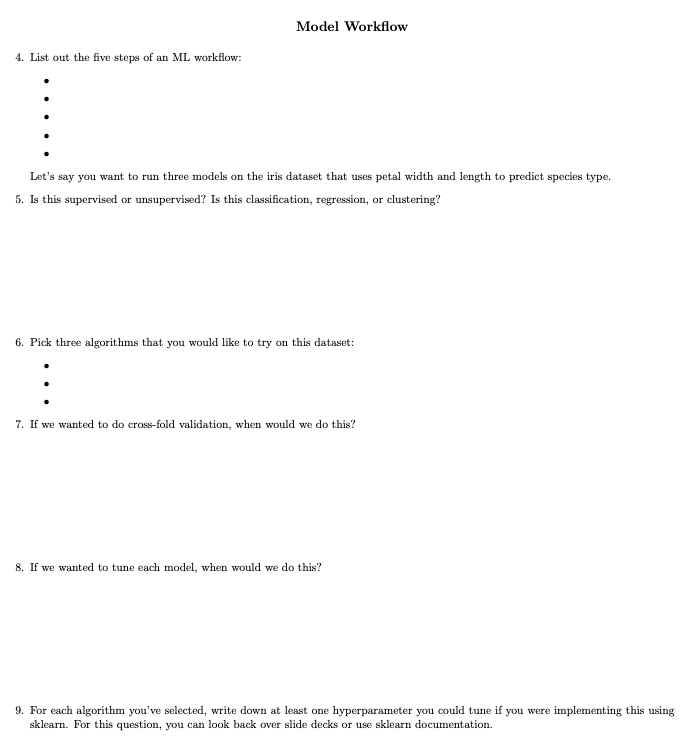 Model Workflow
4. List out the five steps of an ML workflow:
•
•
•
•
•
Let's say you want to run three models on the iris dataset that uses petal width and length to predict species type.
5. Is this supervised or unsupervised? Is this classification, regression, or clustering?
6. Pick three algorithms that you would like to try on this dataset:
•
•
•
7. If we wanted to do cross-fold validation, when would we do this?
8. If we wanted to tune each model, when would we do this?
9. For each algorithm you've selected, write down at least one hyperparameter you could tune if you were implementing this using
sklearn. For this question, you can look back over slide decks or use sklearn documentation.